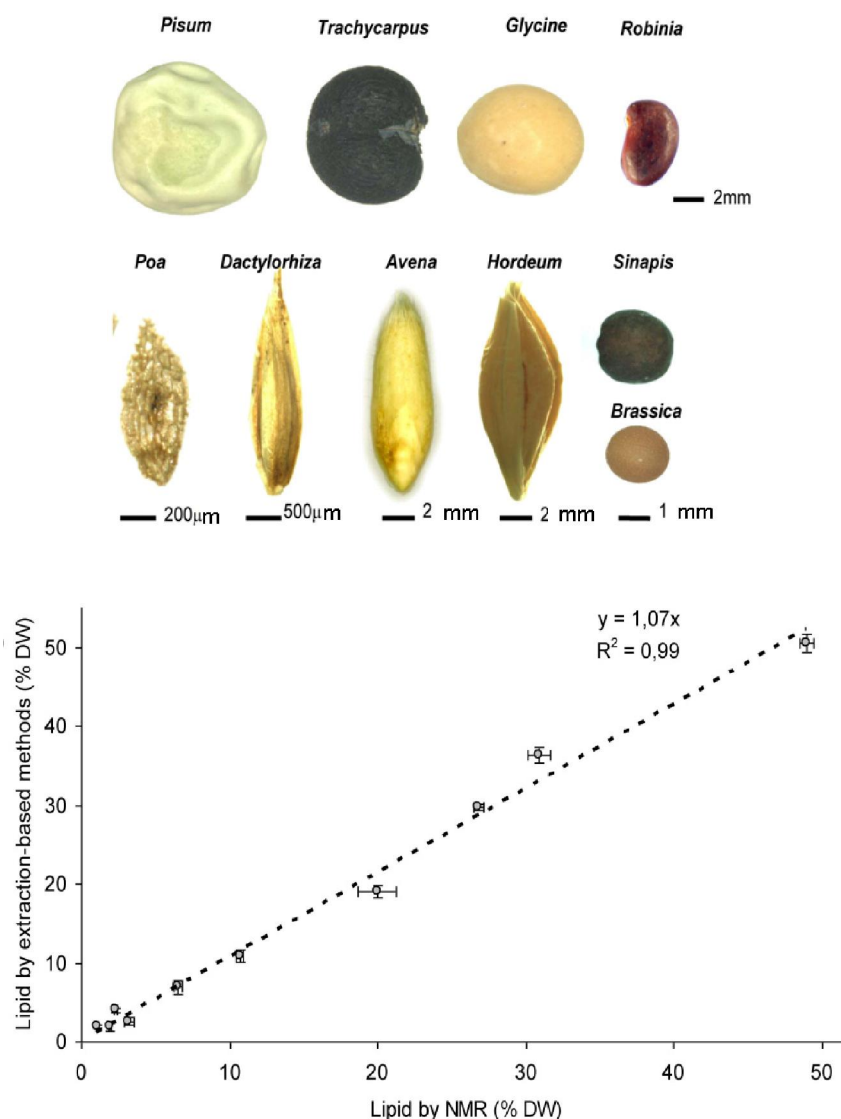 Pisum Trachycarpus Glycine Robinia
2mm
Poa Dactylorhiza Avena Hordeum Sinapis
Brassica
200μm 500μm 2 mm 2 mm 1 mm
y = 1,07x
R² = 0,99
Lipid by extraction-based methods (% DW)
50
40
30
20
10
0
0 10 20 30 40 50
Lipid by NMR (% DW)